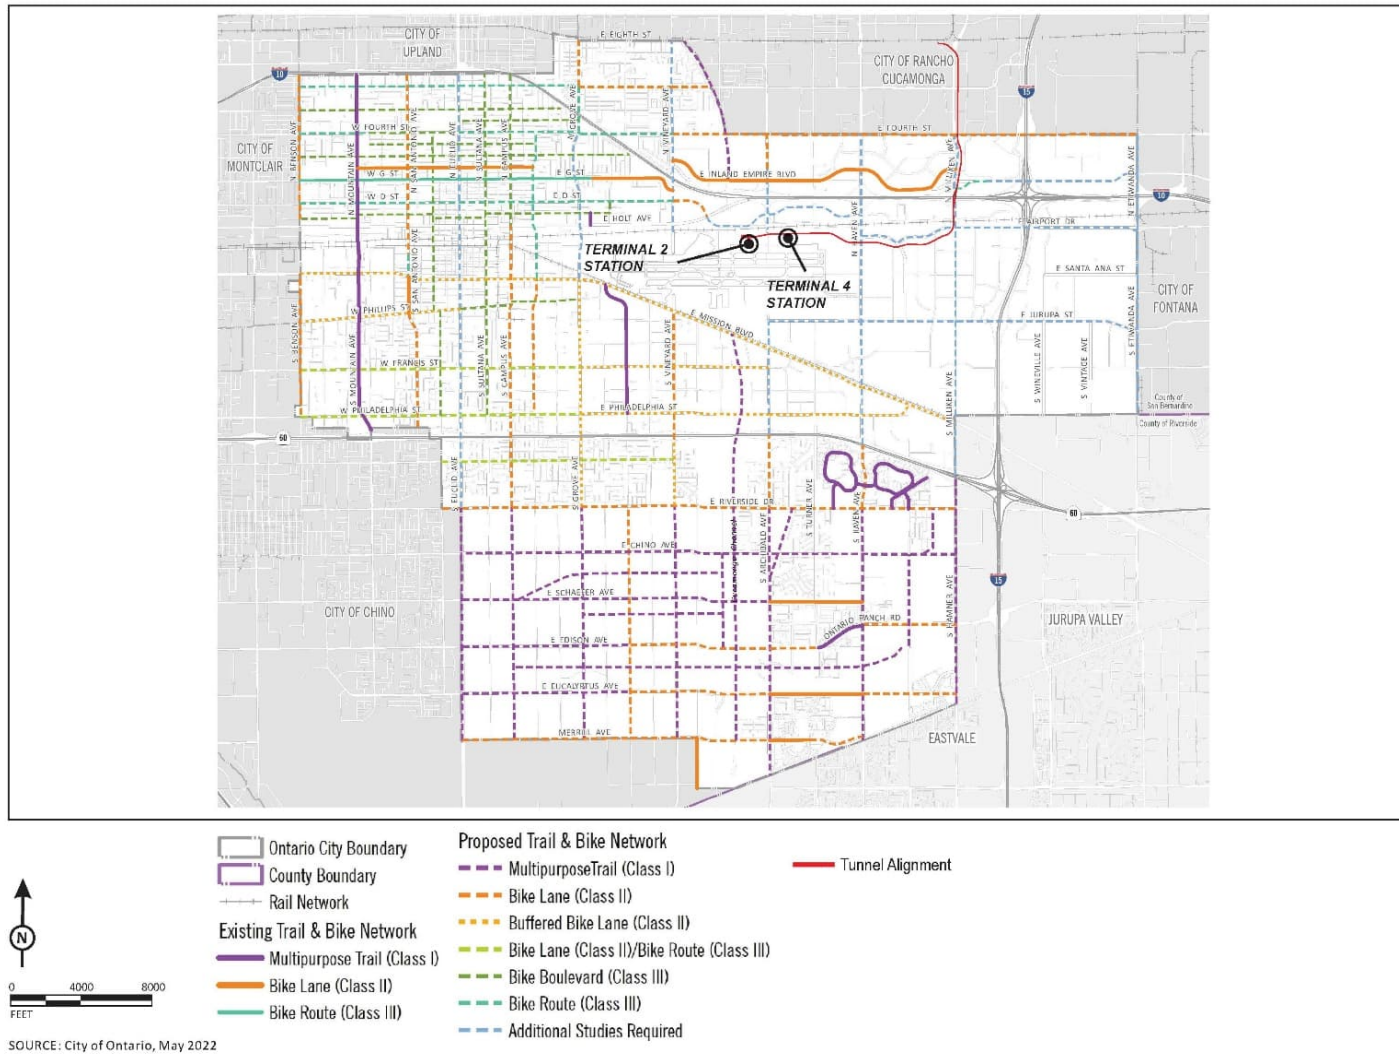 E EIGHTH ST
CITY OF
UPLAND
CITY OF RANCHO
CUCAMONGA
10
15
N GROVE AVE
N VINEYARD AVE
W FOURTH ST
E FOURTH ST
CITY OF
MONTCLAIR
N BENSON AVE
N MOUNTAIN AVE
N SAN ANTONIO AVE
N EUCLID AVE
N SULTANA AVE
N CAMPUS AVE
N MILLIKEN AVE
N ETIWANDA AVE
W G ST
E G ST
E INLAND EMPIRE BLVD
W D ST
E D ST
10
E HOLT AVE
N HAVEN AVE
E AIRPORT DR
TERMINAL 2
STATION
TERMINAL 4
STATION
E SANTA ANA ST
CITY OF
FONTANA
S BENSON AVE
S SAN ANTONIO AVE
W PHILLIPS ST
E MISSION BLVD
E JURUPA ST
S ETIWANDA AVE
S MOUNTAIN AVE
W FRANCIS ST
S SULTANA AVE
S CAMPUS AVE
S VINEYARD AVE
S MILLIKEN AVE
S WINEVILLE AVE
S VINTAGE AVE
W PHILADELPHIA ST
E PHILADELPHIA ST
County of
San Bernardino
County of Riverside
60
S EUCLID AVE
S GROVE AVE
E RIVERSIDE DR
S TURNER AVE
S HAVEN AVE
60
E CHINO AVE
S ARCHIBALD AVE
Cucamonga Channel
15
E SCHAEFER AVE
CITY OF CHINO
S HAMNER AVE
JURUPA VALLEY
ONTARIO RANCH RD
E EDISON AVE
E EUCALYPTUS AVE
MERRILL AVE
EASTVALE
Ontario City Boundary
County Boundary
Rail Network
Existing Trail & Bike Network
Multipurpose Trail (Class I)
Bike Lane (Class II)
Bike Route (Class III)
Proposed Trail & Bike Network
MultipurposeTrail (Class I)
Bike Lane (Class II)
Buffered Bike Lane (Class II)
Bike Lane (Class II)/Bike Route (Class III)
Bike Boulevard (Class III)
Bike Route (Class III)
Additional Studies Required
Tunnel Alignment
N
0 4000 8000
FEET
SOURCE: City of Ontario, May 2022